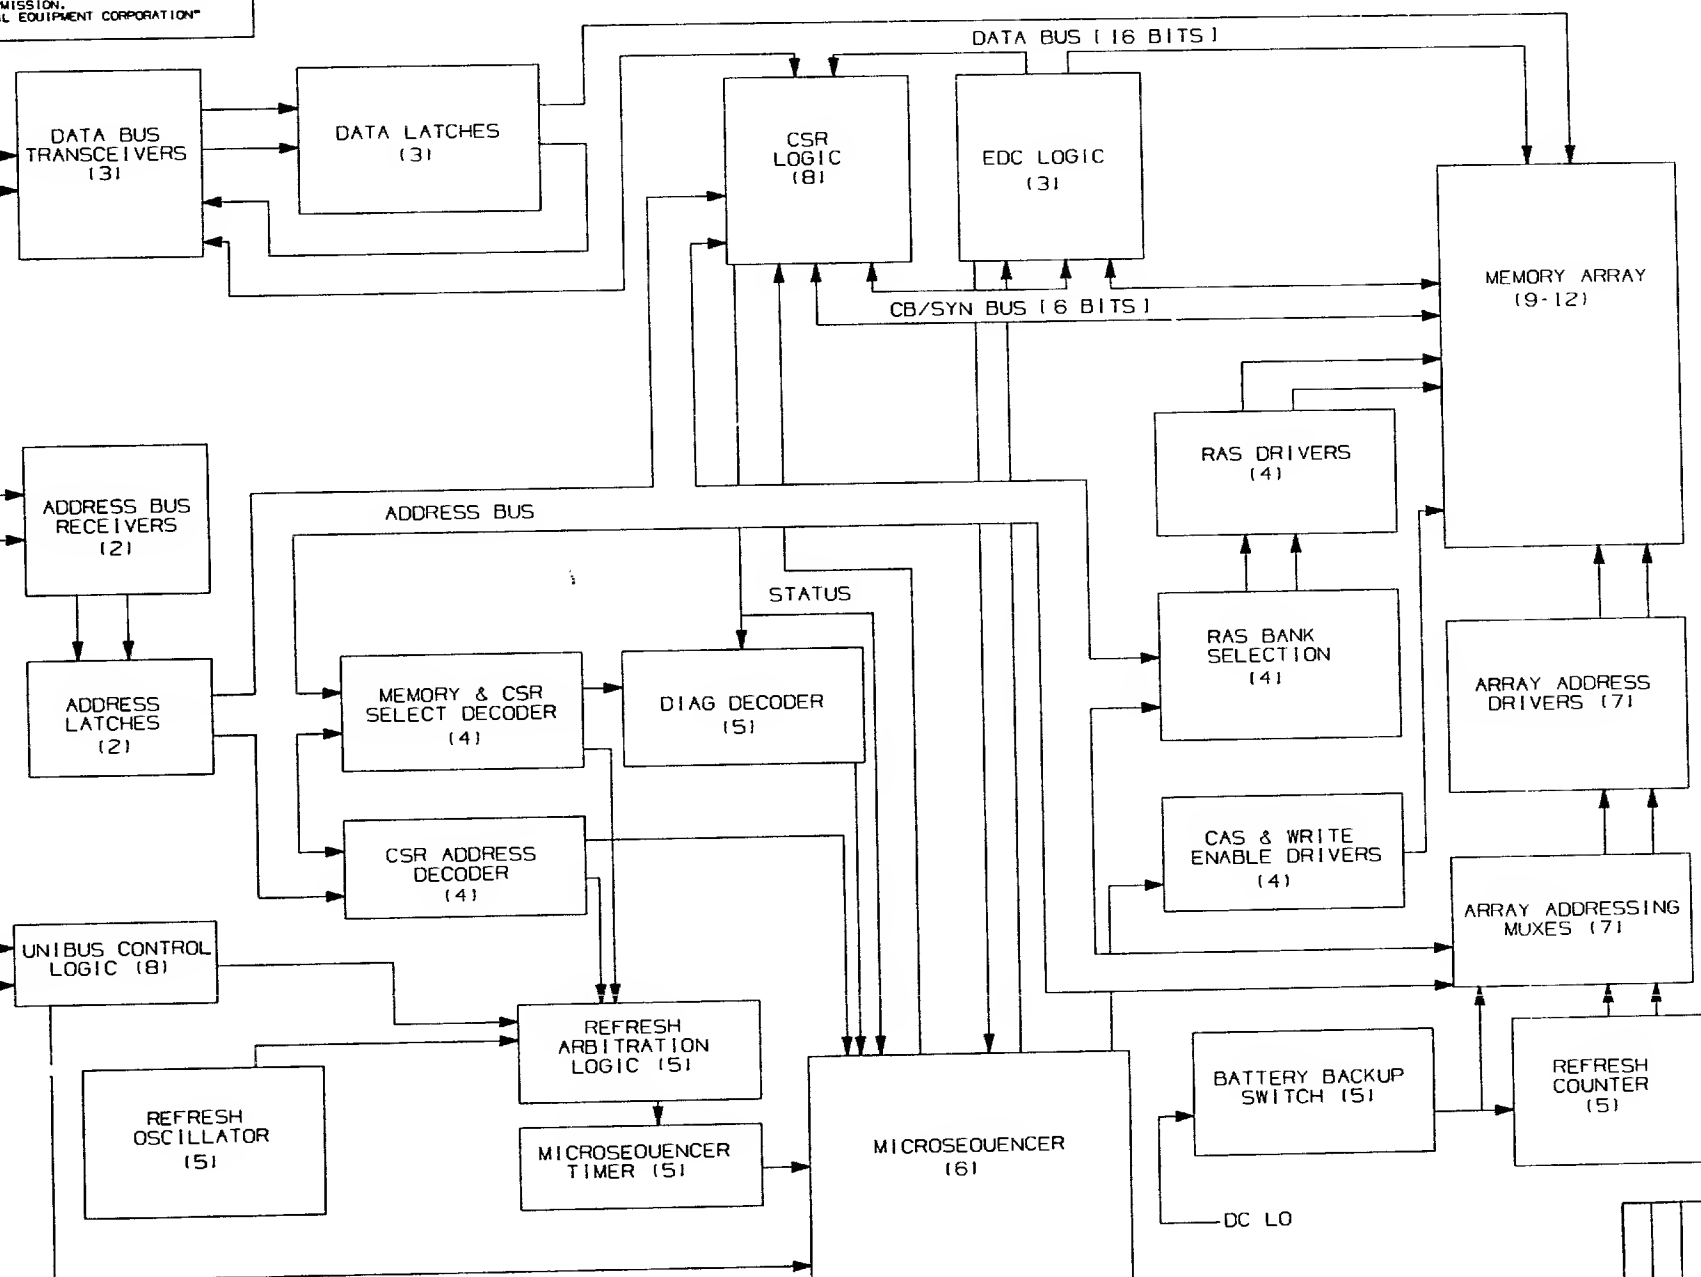 MISSION.
AL EQUIPMENT CORPORATION"
DATA BUS [16 BITS]
DATA BUS
TRANSCEIVERS
(3)
DATA LATCHES
(3)
CSR
LOGIC
(8)
EDC LOGIC
(3)
MEMORY ARRAY
(9-12)
CB/SYN BUS [6 BITS]
RAS DRIVERS
(4)
ADDRESS BUS
RECEIVERS
(2)
ADDRESS BUS
STATUS
RAS BANK
SELECTION
(4)
ADDRESS
LATCHES
(2)
MEMORY & CSR
SELECT DECODER
(4)
DIAG DECODER
(5)
ARRAY ADDRESS
DRIVERS (7)
CSR ADDRESS
DECODER
(4)
CAS & WRITE
ENABLE DRIVERS
(4)
ARRAY ADDRESSING
MUXES (7)
UNIBUS CONTROL
LOGIC (8)
REFRESH
ARBITRATION
LOGIC (5)
BATTERY BACKUP
SWITCH (5)
REFRESH
COUNTER
(5)
REFRESH
OSCILLATOR
(5)
MICROSEQUENCER
TIMER (5)
MICROSEQUENCER
(6)
DC LO